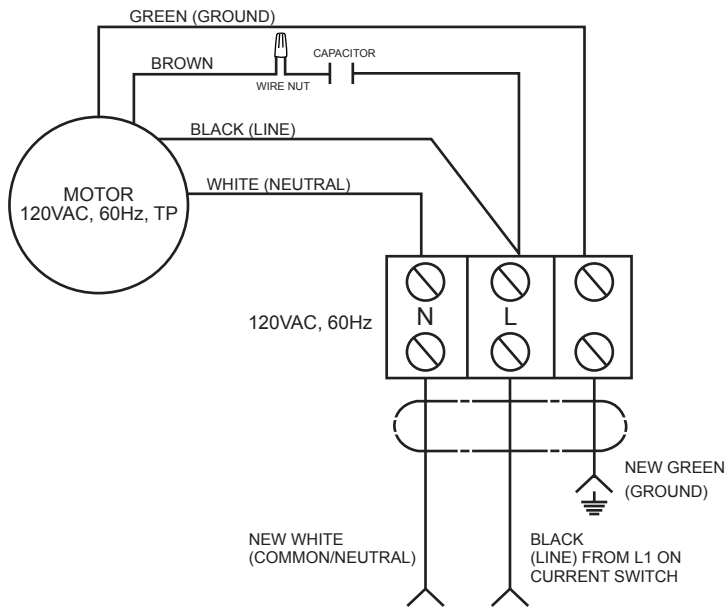 GREEN (GROUND)
BROWN
CAPACITOR
WIRE NUT
BLACK (LINE)
WHITE (NEUTRAL)
MOTOR
120VAC, 60Hz, TP
120VAC, 60Hz
N
L
NEW GREEN
(GROUND)
NEW WHITE
(COMMON/NEUTRAL)
BLACK
(LINE) FROM L1 ON
CURRENT SWITCH